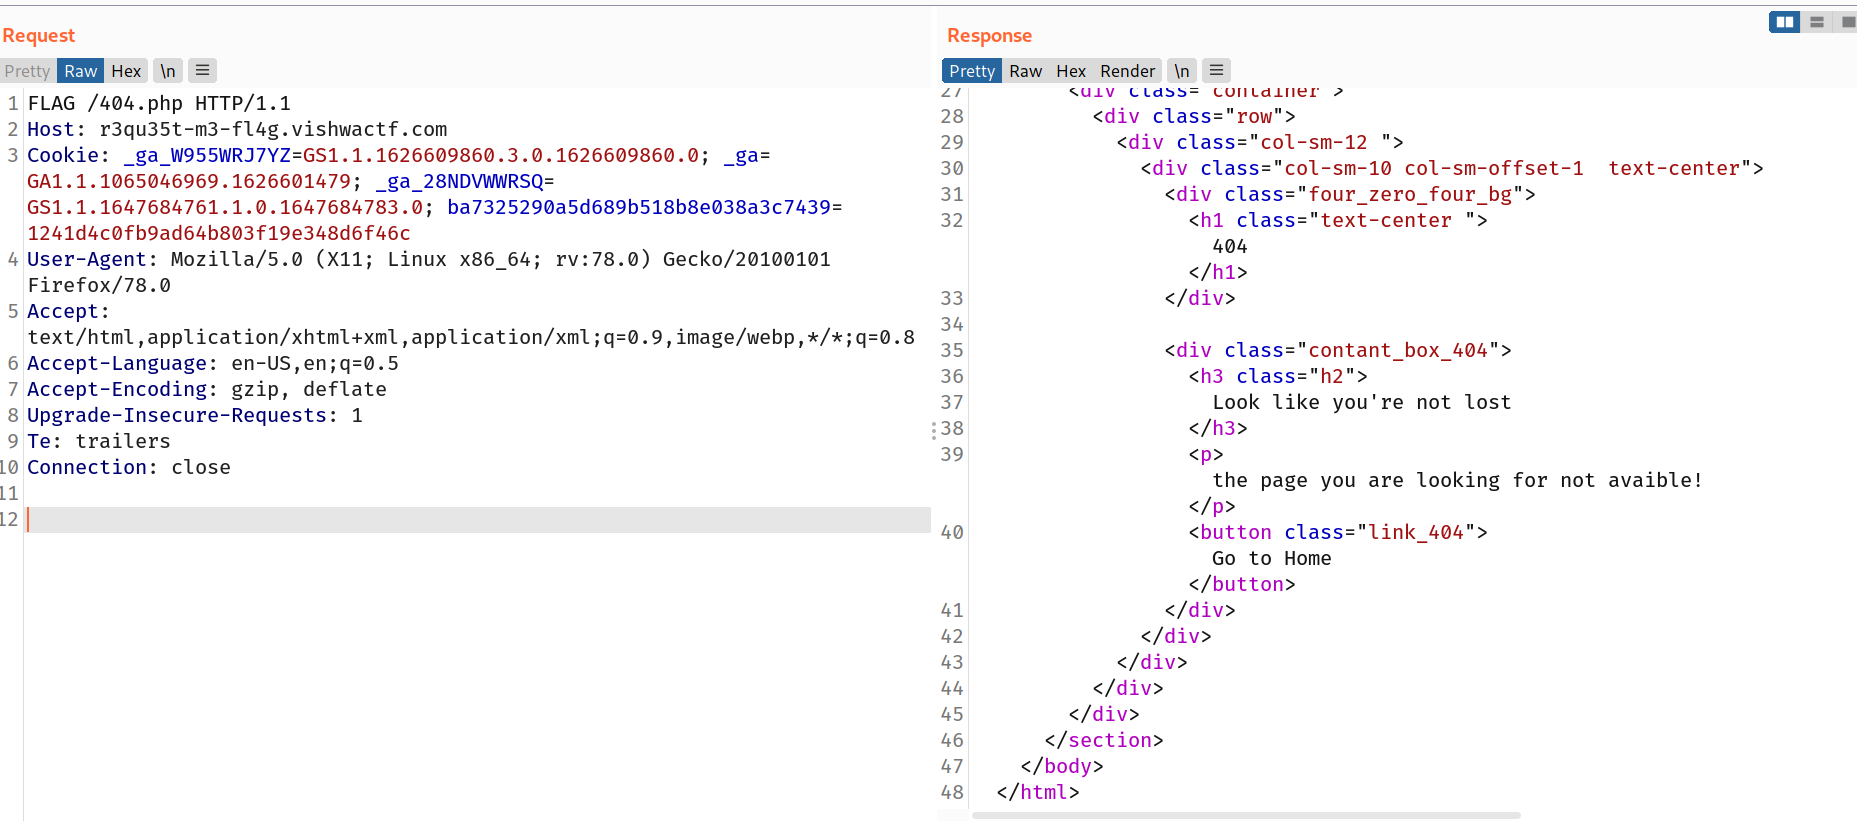 Request
Pretty Raw Hex \n
1 FLAG /404.php HTTP/1.1
2 Host: r3qu35t-m3-fl4g.vishwactf.com
3 Cookie: _ga_W955WRJ7YZ=GS1.1.1626609860.3.0.1626609860.0; _ga=
GA1.1.1065046969.1626601479; _ga_28NDVWWRSQ=
GS1.1.1647684761.1.0.1647684783.0; ba7325290a5d689b518b8e038a3c7439=
1241d4c0fb9ad64b803f19e348d6f46c
4 User-Agent: Mozilla/5.0 (X11; Linux x86_64; rv:78.0) Gecko/20100101
Firefox/78.0
5 Accept:
text/html,application/xhtml+xml,application/xml;q=0.9,image/webp,*/*;q=0.8
6 Accept-Language: en-US,en;q=0.5
7 Accept-Encoding: gzip, deflate
8 Upgrade-Insecure-Requests: 1
9 Te: trailers
10 Connection: close
11
12
Response
Pretty Raw Hex Render \n
27 <div class="container">
28 <div class="row">
29 <div class="col-sm-12 ">
30 <div class="col-sm-10 col-sm-offset-1  text-center">
31 <div class="four_zero_four_bg">
32 <h1 class="text-center ">
404
</h1>
33 </div>
34
35 <div class="contant_box_404">
36 <h3 class="h2">
37 Look like you're not lost
38 </h3>
39 <p>
the page you are looking for not avaible!
</p>
40 <button class="link_404">
Go to Home
</button>
41 </div>
42 </div>
43 </div>
44 </div>
45 </div>
46 </section>
47 </body>
48 </html>